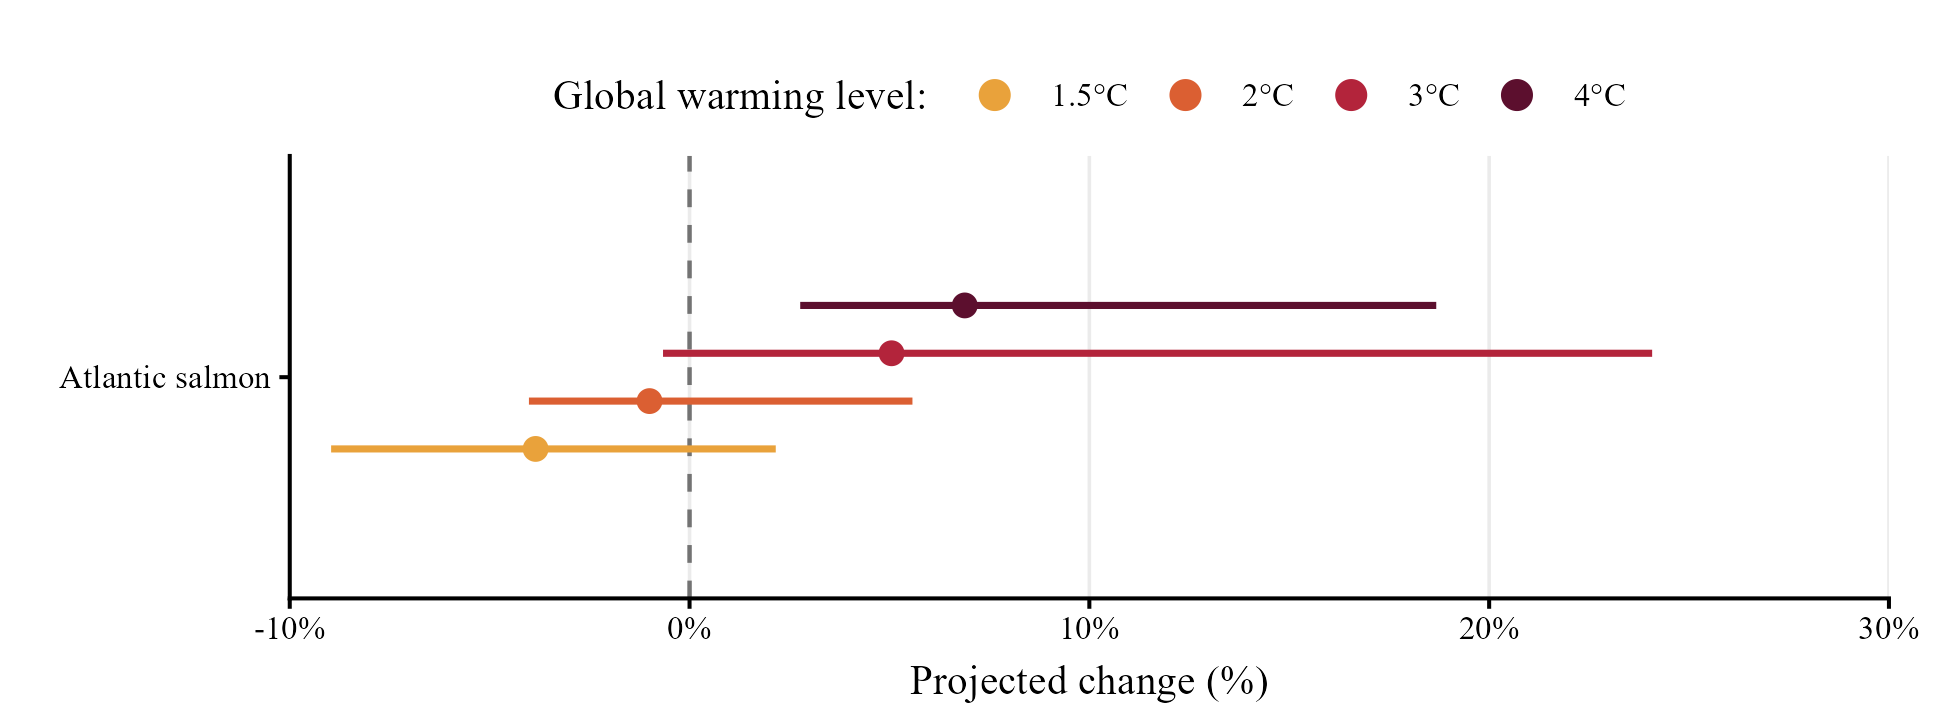 Global warming level: 1.5°C 2°C 3°C 4°C
Atlantic salmon
-10% 0% 10% 20% 30%
Projected change (%)